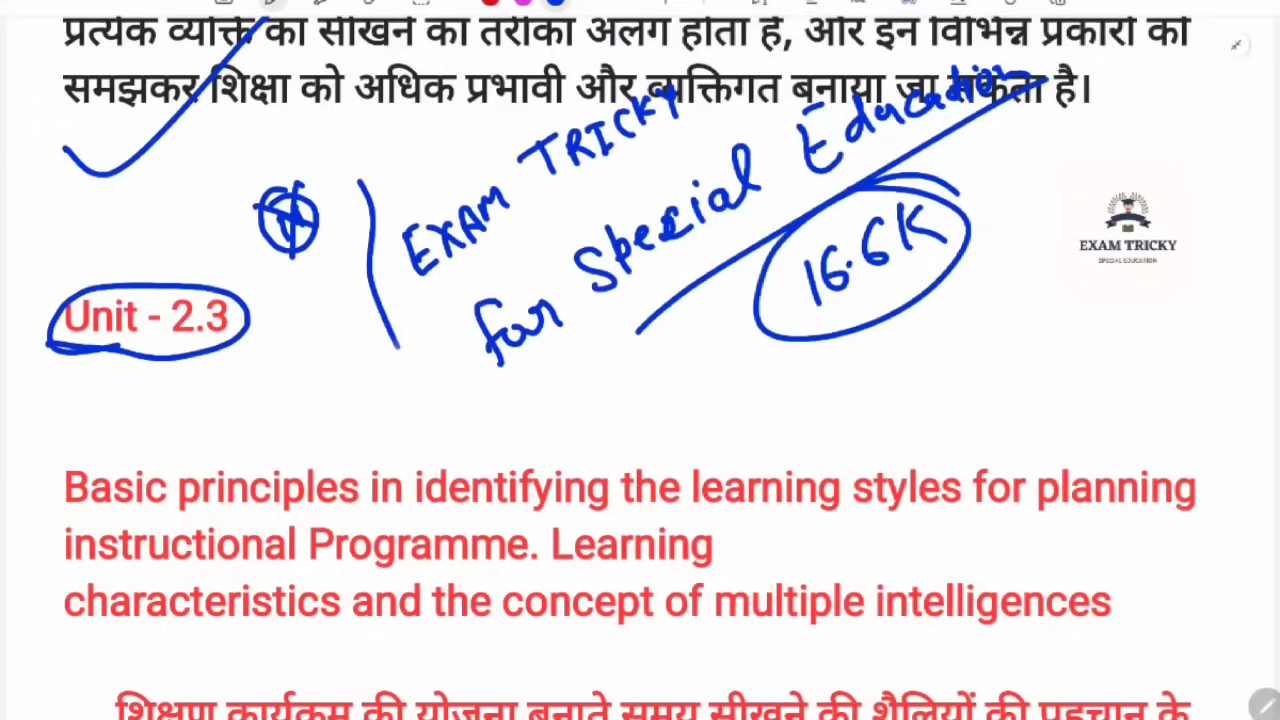 प्रत्येक व्यक्ति का सीखने का तरीका अलग होता है, और इन विभिन्न प्रकारों को
समझकर शिक्षा को अधिक प्रभावी और व्यक्तिगत बनाया जा सकता है।
EXAM TRICKY
for Special Education
16.6K
EXAM TRICKY
SPECIAL EDUCATION
Unit - 2.3
Basic principles in identifying the learning styles for planning
instructional Programme. Learning
characteristics and the concept of multiple intelligences
शिक्षण कार्यक्रम की योजना बनाते समय सीखने की शैलियों की पहचान के